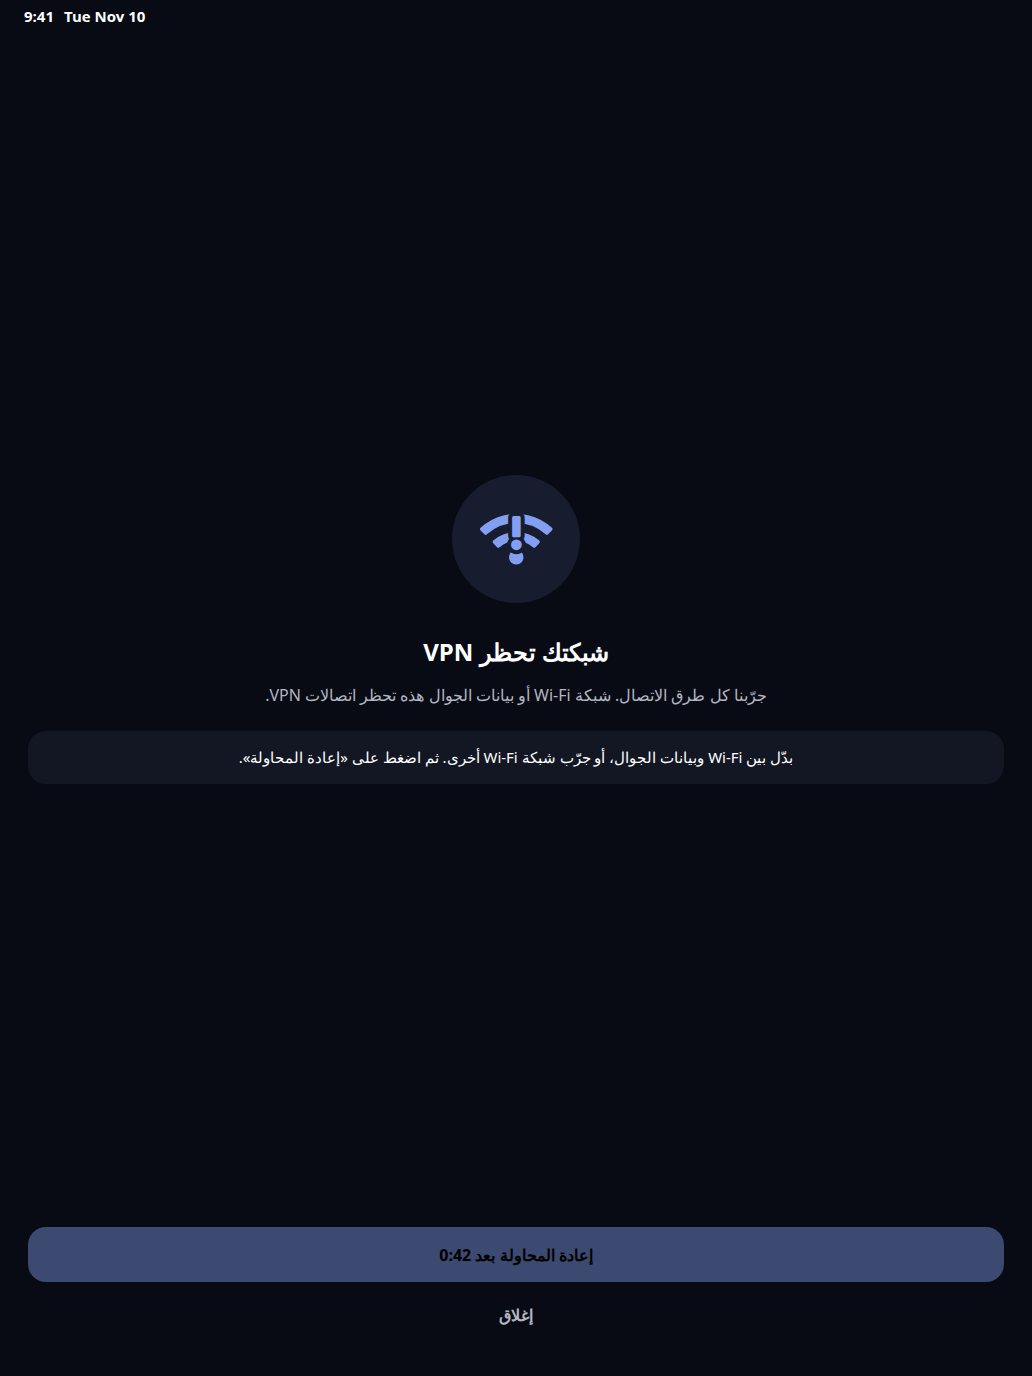 9:41 Tue Nov 10
شبكتك تحظر VPN
جرّبنا كل طرق الاتصال. شبكة Wi-Fi أو بيانات الجوال هذه تحظر اتصالات VPN.
بدّل بين Wi-Fi وبيانات الجوال، أو جرّب شبكة Wi-Fi أخرى. ثم اضغط على «إعادة المحاولة».
إعادة المحاولة بعد 0:42
إغلاق